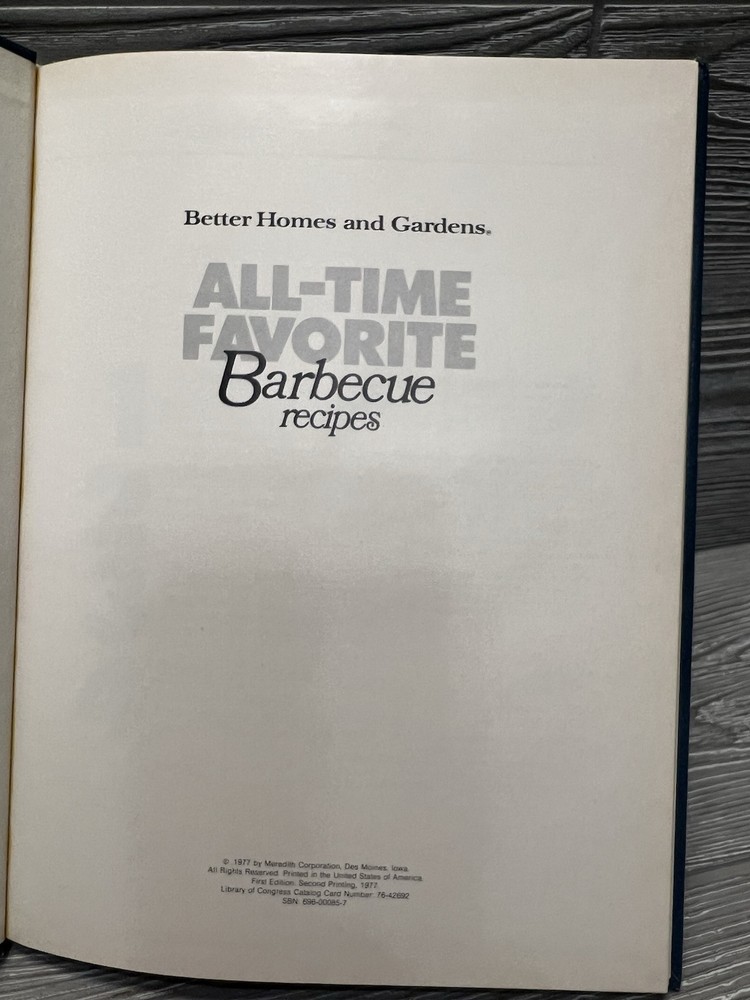 Better Homes and Gardens®
ALL-TIME
FAVORITE
Barbecue
recipes
© 1977 by Meredith Corporation, Des Moines, Iowa.
All Rights Reserved. Printed in the United States of America.
First Edition. Second Printing, 1977.
Library of Congress Catalog Card Number: 76-42692
SBN: 696-00085-7